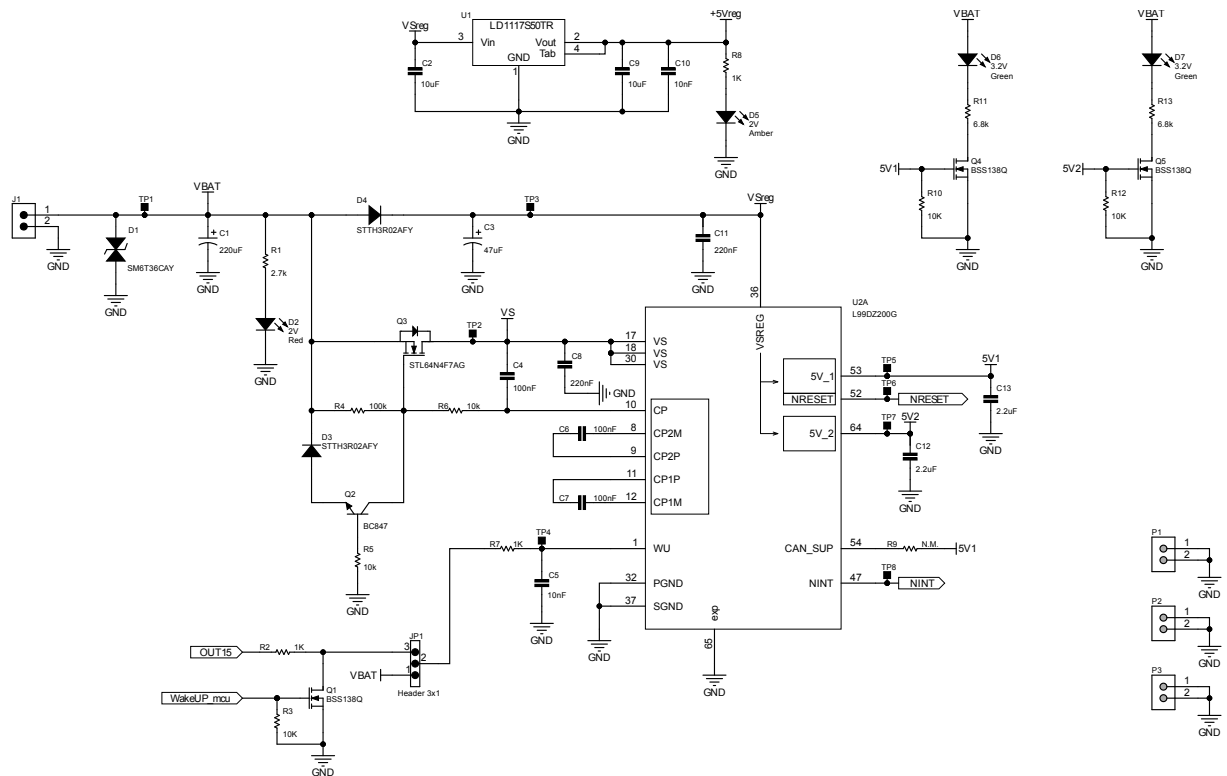 VSreg
U1
LD1117S50TR
3
Vin
Vout
2
Tab
4
GND
1
C2
10uF
C9
10uF
C10
10nF
+5Vreg
R8
1K
D5
2V
Amber
GND
GND
VBAT
D6
3.2V
Green
R11
6.8k
5V1
Q4
BSS138Q
R10
10K
GND
VBAT
D7
3.2V
Green
R13
6.8k
5V2
Q5
BSS138Q
R12
10K
GND
J1
1
2
GND
D1
SM6T36CAY
GND
TP1
VBAT
C1
220uF
GND
R1
2.7k
D2
2V
Red
GND
D4
STTH3R02AFY
C3
47uF
GND
TP3
C11
220nF
GND
VSreg
36
U2A
L99DZ200G
Q3
STL64N4F7AG
TP2
VS
C4
100nF
C8
220nF
GND
17
VS
18
VS
30
VS
VSREG
5V_1
53
TP5
5V1
C13
2.2uF
GND
NRESET
52
TP6
NRESET
5V_2
64
TP7
5V2
C12
2.2uF
GND
R4
100k
R6
10k
10
CP
C6
100nF
8
CP2M
9
CP2P
11
CP1P
C7
100nF
12
CP1M
D3
STTH3R02AFY
Q2
BC847
R5
10k
GND
R7
1K
TP4
C5
10nF
GND
1
WU
CAN_SUP
54
R9
N.M.
5V1
32
PGND
37
SGND
GND
NINT
47
TP8
NINT
exp
65
GND
OUT15
R2
1K
JP1
3
2
1
VBAT
Header 3x1
WakeUP_mcu
Q1
BSS138Q
R3
10K
GND
P1
1
2
GND
P2
1
2
GND
P3
1
2
GND